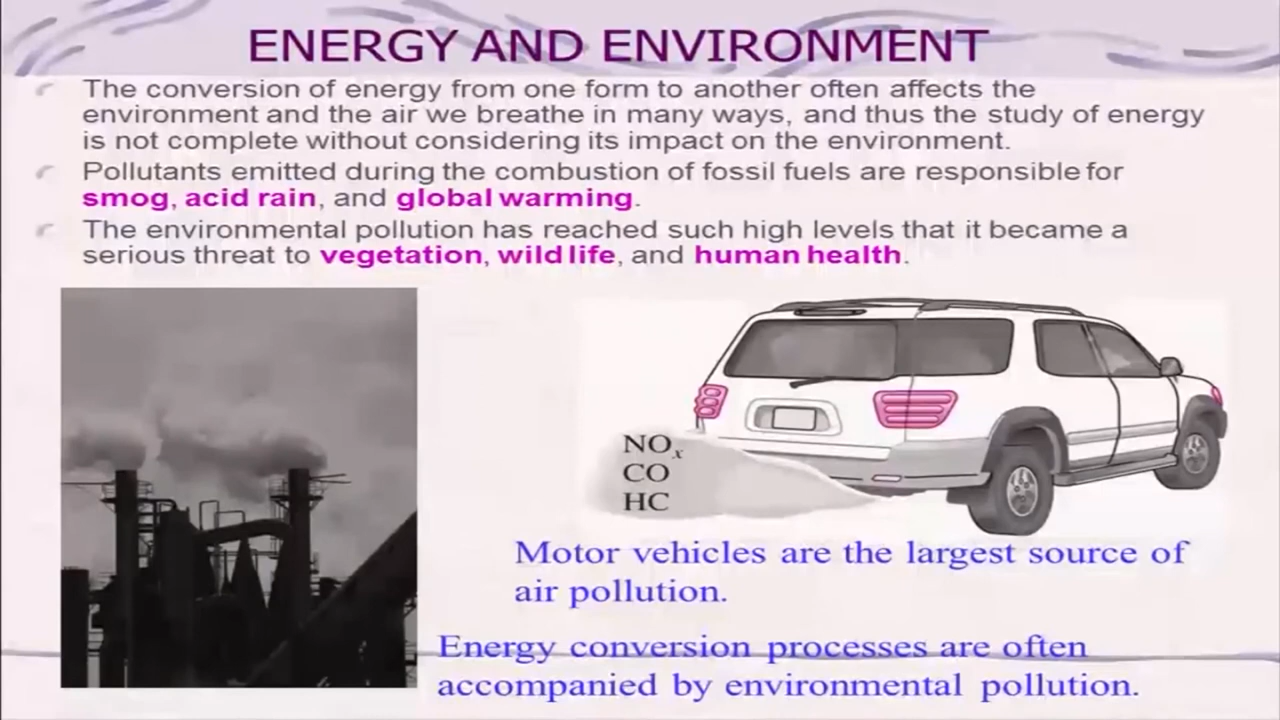 ENERGY AND ENVIRONMENT
The conversion of energy from one form to another often affects the
environment and the air we breathe in many ways, and thus the study of energy
is not complete without considering its impact on the environment.
Pollutants emitted during the combustion of fossil fuels are responsible for
smog, acid rain, and global warming.
The environmental pollution has reached such high levels that it became a
serious threat to vegetation, wild life, and human health.
NOx
CO
HC
Motor vehicles are the largest source of
air pollution.
Energy conversion processes are often
accompanied by environmental pollution.